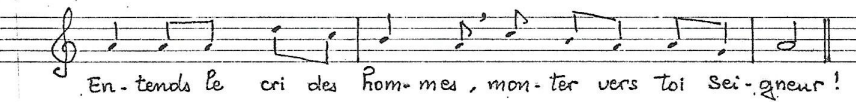 En-tends le cri des hom-mes, mon-ter vers toi Sei-gneur !